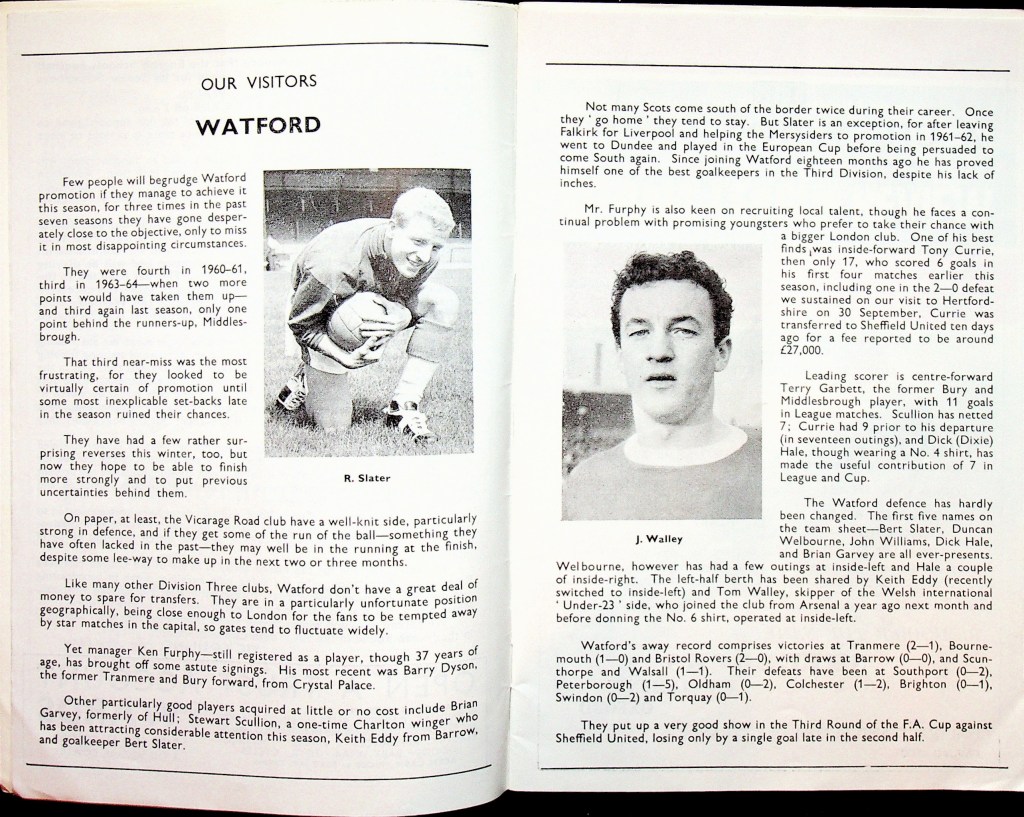 OUR VISITORS
WATFORD
Few people will begrudge Watford
promotion if they manage to achieve it
this season, for three times in the past
seven seasons they have gone desper-
ately close to the objective, only to miss
it in most disappointing circumstances.
They were fourth in 1960–61,
third in 1963–64—when two more
points would have taken them up—
and third again last season, only one
point behind the runners-up, Middles-
brough.
That third near-miss was the most
frustrating, for they looked to be
virtually certain of promotion until
some most inexplicable set-backs late
in the season ruined their chances.
They have had a few rather sur-
prising reverses this winter, too, but
now they hope to be able to finish
more strongly and to put previous
uncertainties behind them.
R. Slater
On paper, at least, the Vicarage Road club have a well-knit side, particularly
strong in defence, and if they get some of the run of the ball—something they
have often lacked in the past—they may well be in the running at the finish,
despite some lee-way to make up in the next two or three months.
Like many other Division Three clubs, Watford don't have a great deal of
money to spare for transfers. They are in a particularly unfortunate position
geographically, being close enough to London for the fans to be tempted away
by star matches in the capital, so gates tend to fluctuate widely.
Yet manager Ken Furphy—still registered as a player, though 37 years of
age, has brought off some astute signings. His most recent was Barry Dyson,
the former Tranmere and Bury forward, from Crystal Palace.
Other particularly good players acquired at little or no cost include Brian
Garvey, formerly of Hull; Stewart Scullion, a one-time Charlton winger who
has been attracting considerable attention this season, Keith Eddy from Barrow,
and goalkeeper Bert Slater.
Not many Scots come south of the border twice during their career. Once
they ' go home ' they tend to stay. But Slater is an exception, for after leaving
Falkirk for Liverpool and helping the Mersysiders to promotion in 1961–62, he
went to Dundee and played in the European Cup before being persuaded to
come South again. Since joining Watford eighteen months ago he has proved
himself one of the best goalkeepers in the Third Division, despite his lack of
inches.
Mr. Furphy is also keen on recruiting local talent, though he faces a con-
tinual problem with promising youngsters who prefer to take their chance with
a bigger London club. One of his best
finds was inside-forward Tony Currie,
then only 17, who scored 6 goals in
his first four matches earlier this
season, including one in the 2—0 defeat
we sustained on our visit to Hertford-
shire on 30 September, Currie was
transferred to Sheffield United ten days
ago for a fee reported to be around
£27,000.
Leading scorer is centre-forward
Terry Garbett, the former Bury and
Middlesbrough player, with 11 goals
in League matches. Scullion has netted
7; Currie had 9 prior to his departure
(in seventeen outings), and Dick (Dixie)
Hale, though wearing a No. 4 shirt, has
made the useful contribution of 7 in
League and Cup.
J. Walley
The Watford defence has hardly
been changed. The first five names on
the team sheet—Bert Slater, Duncan
Welbourne, John Williams, Dick Hale,
and Brian Garvey are all ever-presents.
Welbourne, however has had a few outings at inside-left and Hale a couple
of inside-right. The left-half berth has been shared by Keith Eddy (recently
switched to inside-left) and Tom Walley, skipper of the Welsh international
' Under-23 ' side, who joined the club from Arsenal a year ago next month and
before donning the No. 6 shirt, operated at inside-left.
Watford's away record comprises victories at Tranmere (2—1), Bourne-
mouth (1—0) and Bristol Rovers (2—0), with draws at Barrow (0—0), and Scun-
thorpe and Walsall (1—1). Their defeats have been at Southport (0—2),
Peterborough (1—5), Oldham (0—2), Colchester (1—2), Brighton (0—1),
Swindon (0—2) and Torquay (0—1).
They put up a very good show in the Third Round of the F.A. Cup against
Sheffield United, losing only by a single goal late in the second half.